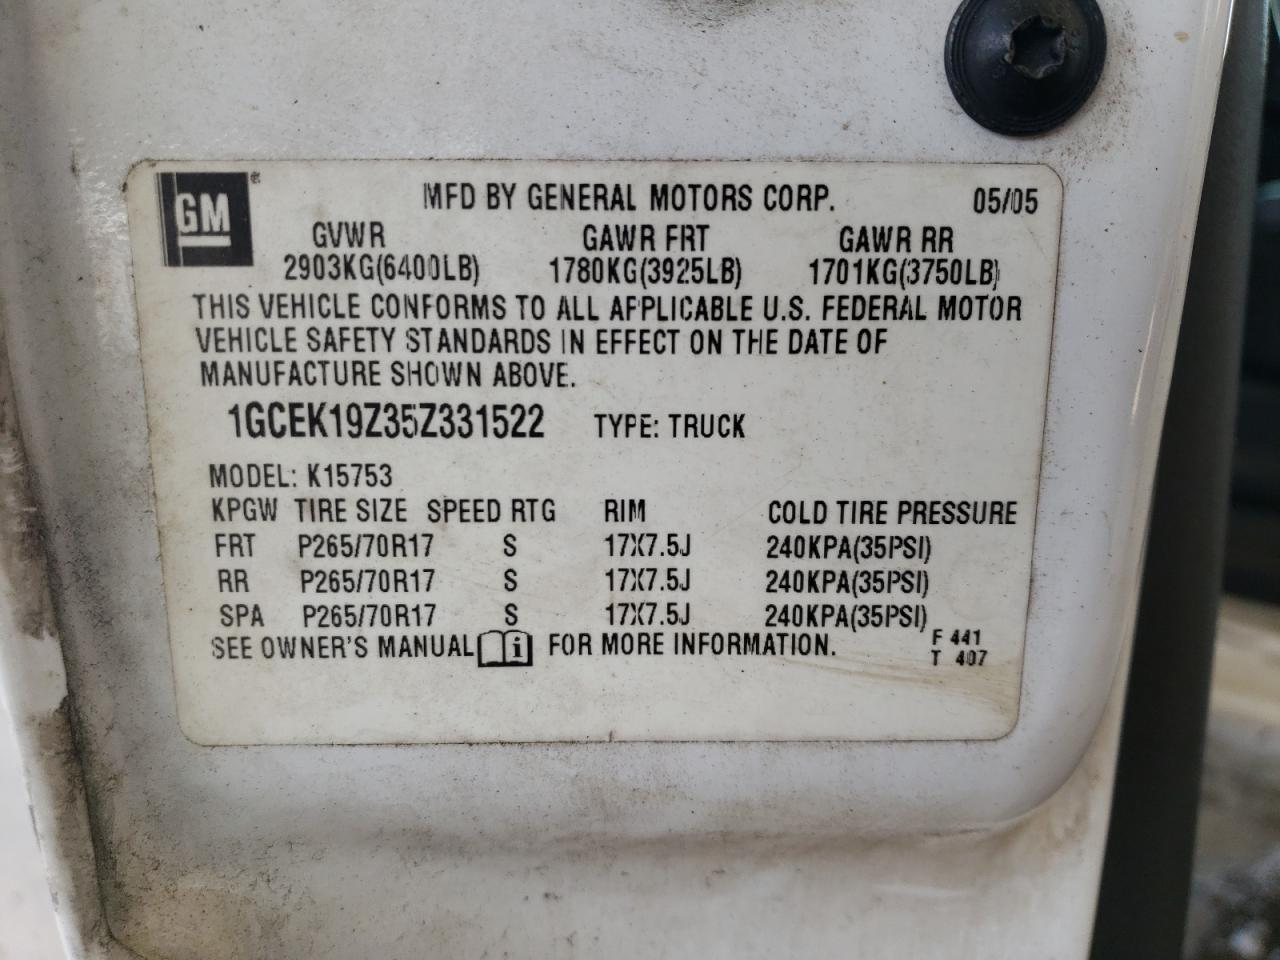 GM ® MFD BY GENERAL MOTORS CORP. 05/05
GVWR GAWR FRT GAWR RR
2903KG(6400LB) 1780KG(3925LB) 1701KG(3750LB)
THIS VEHICLE CONFORMS TO ALL APPLICABLE U.S. FEDERAL MOTOR
VEHICLE SAFETY STANDARDS IN EFFECT ON THE DATE OF
MANUFACTURE SHOWN ABOVE.
1GCEK19Z35Z331522 TYPE: TRUCK
MODEL: K15753
KPGW TIRE SIZE SPEED RTG RIM COLD TIRE PRESSURE
FRT P265/70R17 S 17X7.5J 240KPA(35PSI)
RR P265/70R17 S 17X7.5J 240KPA(35PSI)
SPA P265/70R17 S 17X7.5J 240KPA(35PSI)
SEE OWNER'S MANUAL i FOR MORE INFORMATION. F 441
T 407